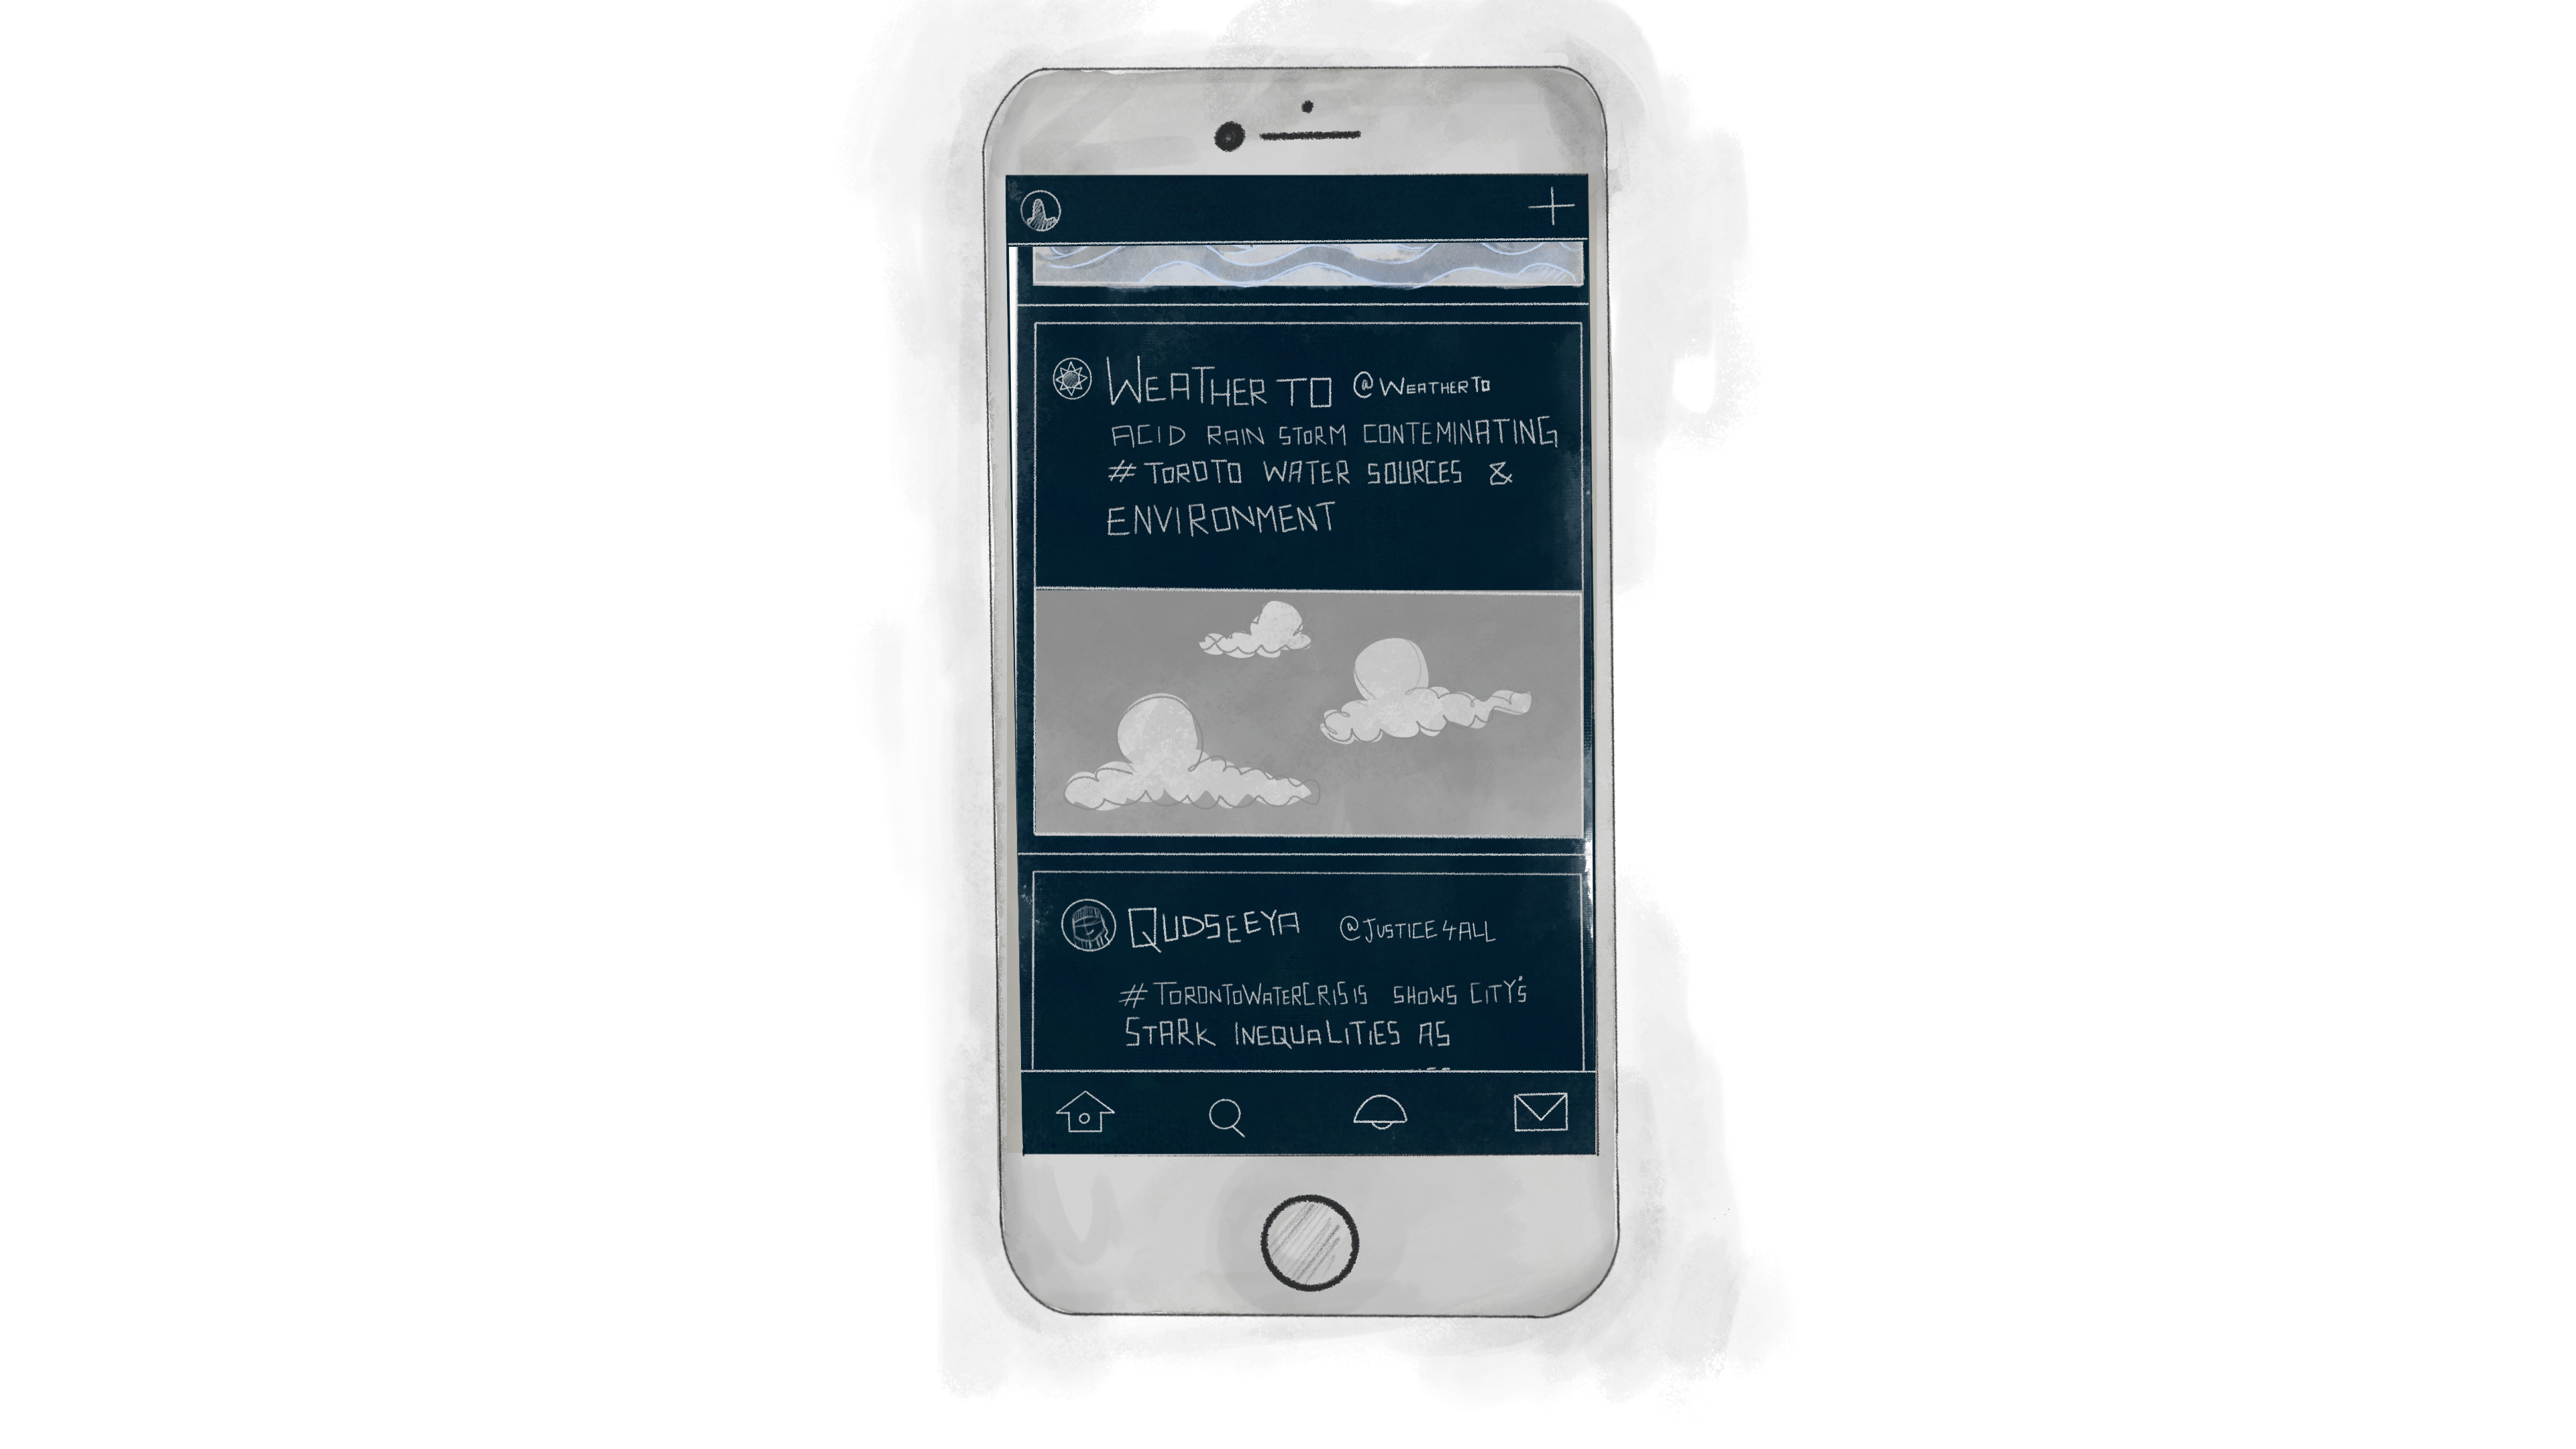 WEATHER TO @WEATHERTO
ACID RAIN STORM CONTEMINATING
# TOROTO WATER SOURCES &
ENVIRONMENT
QUDSEEYA @JUSTICE4ALL
#TORONTOWATERCRISIS SHOWS CITY'S
STARK INEQUALITIES AS